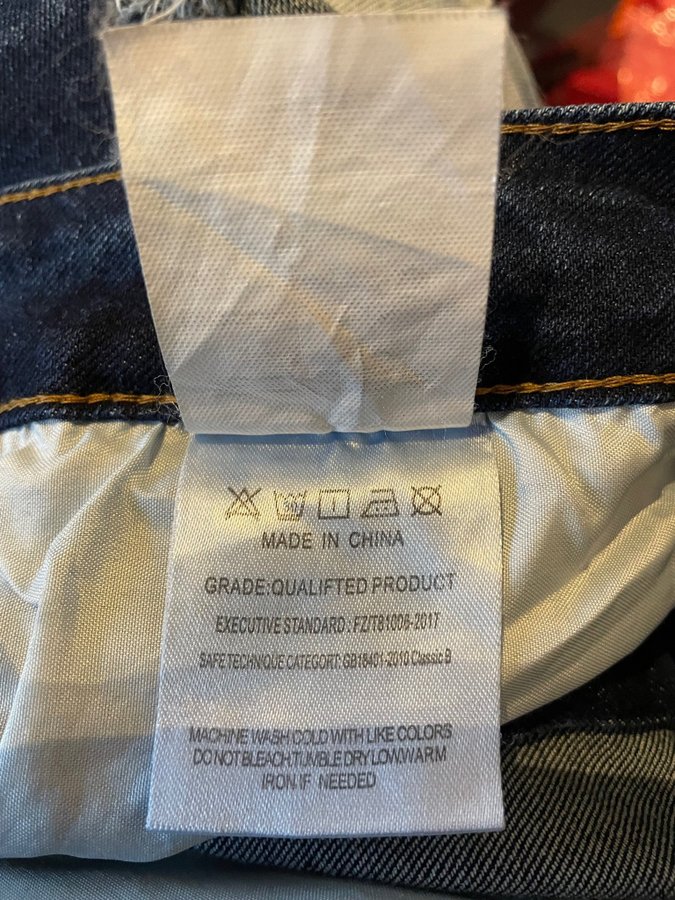 MADE IN CHINA
GRADE:QUALIFTED PRODUCT
EXECUTIVE STANDARD : FZ/T81006-2017
SAFE TECHNIQUE CATEGORT: GB18401-2010 Classic B
MACHINE WASH COLD WITH LIKE COLORS
DO NOT BLEACH.TUMBLE DRY LOW.WARM
IRON.IF NEEDED